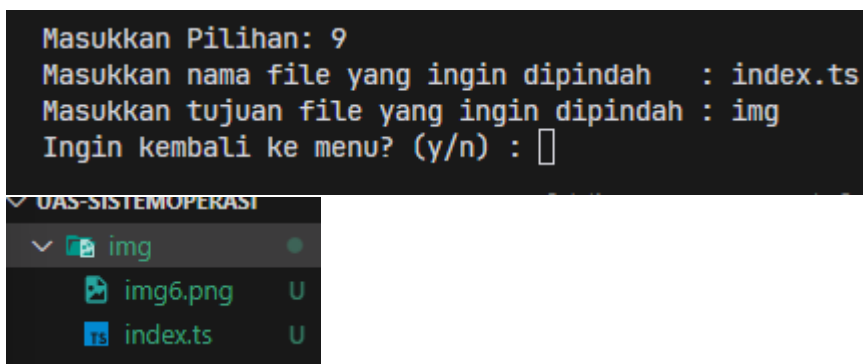 Masukkan Pilihan: 9
Masukkan nama file yang ingin dipindah   : index.ts
Masukkan tujuan file yang ingin dipindah : img
Ingin kembali ke menu? (y/n) :
UAS-SISTEMOPERASI
img
img6.png U
TS index.ts U